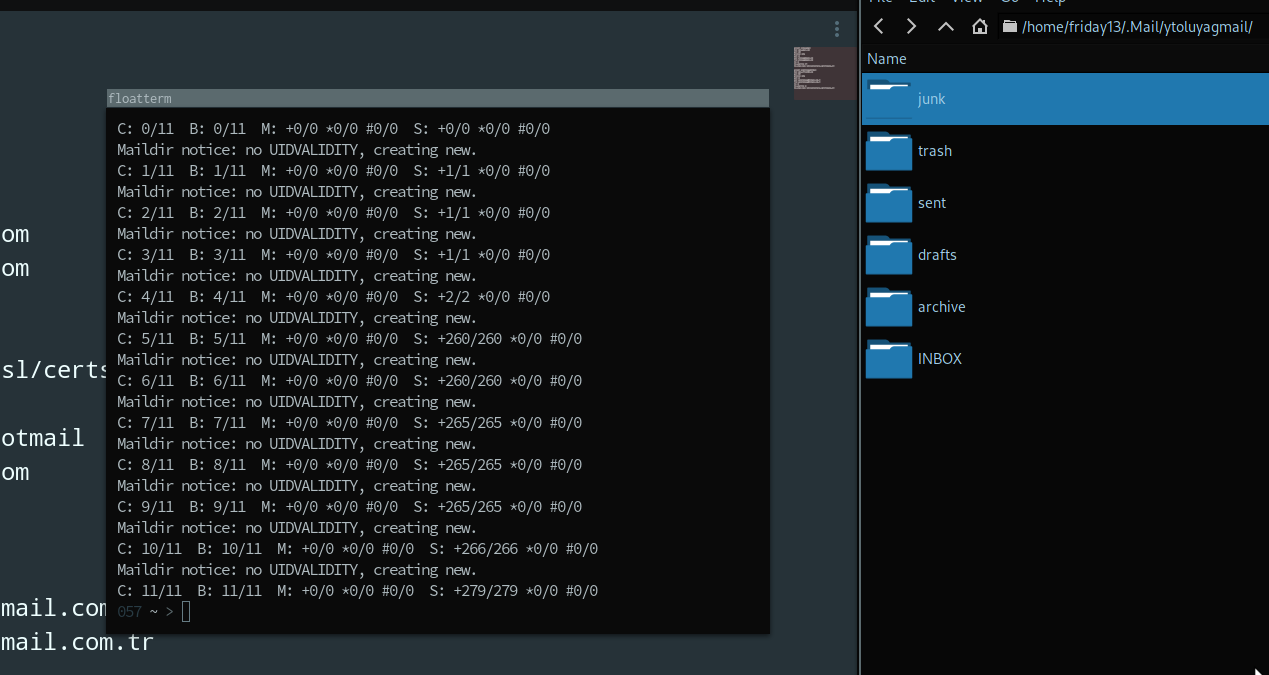 om
om
sl/certs
otmail
om
mail.com
mail.com.tr
floatterm
C: 0/11  B: 0/11  M: +0/0 *0/0 #0/0  S: +0/0 *0/0 #0/0
Maildir notice: no UIDVALIDITY, creating new.
C: 1/11  B: 1/11  M: +0/0 *0/0 #0/0  S: +1/1 *0/0 #0/0
Maildir notice: no UIDVALIDITY, creating new.
C: 2/11  B: 2/11  M: +0/0 *0/0 #0/0  S: +1/1 *0/0 #0/0
Maildir notice: no UIDVALIDITY, creating new.
C: 3/11  B: 3/11  M: +0/0 *0/0 #0/0  S: +1/1 *0/0 #0/0
Maildir notice: no UIDVALIDITY, creating new.
C: 4/11  B: 4/11  M: +0/0 *0/0 #0/0  S: +2/2 *0/0 #0/0
Maildir notice: no UIDVALIDITY, creating new.
C: 5/11  B: 5/11  M: +0/0 *0/0 #0/0  S: +260/260 *0/0 #0/0
Maildir notice: no UIDVALIDITY, creating new.
C: 6/11  B: 6/11  M: +0/0 *0/0 #0/0  S: +260/260 *0/0 #0/0
Maildir notice: no UIDVALIDITY, creating new.
C: 7/11  B: 7/11  M: +0/0 *0/0 #0/0  S: +265/265 *0/0 #0/0
Maildir notice: no UIDVALIDITY, creating new.
C: 8/11  B: 8/11  M: +0/0 *0/0 #0/0  S: +265/265 *0/0 #0/0
Maildir notice: no UIDVALIDITY, creating new.
C: 9/11  B: 9/11  M: +0/0 *0/0 #0/0  S: +265/265 *0/0 #0/0
Maildir notice: no UIDVALIDITY, creating new.
C: 10/11  B: 10/11  M: +0/0 *0/0 #0/0  S: +266/266 *0/0 #0/0
Maildir notice: no UIDVALIDITY, creating new.
C: 11/11  B: 11/11  M: +0/0 *0/0 #0/0  S: +279/279 *0/0 #0/0
057 ~ >
File Edit View Go Help
/home/friday13/.Mail/ytoluyagmail/
Name
junk
trash
sent
drafts
archive
INBOX